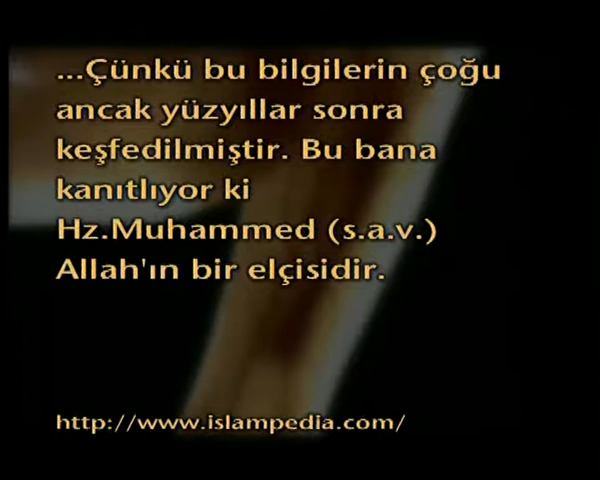 ...Çünkü bu bilgilerin çoğu
ancak yüzyıllar sonra
keşfedilmiştir. Bu bana
kanıtlıyor ki
Hz.Muhammed (s.a.v.)
Allah'ın bir elçisidir.
http://www.islampedia.com/